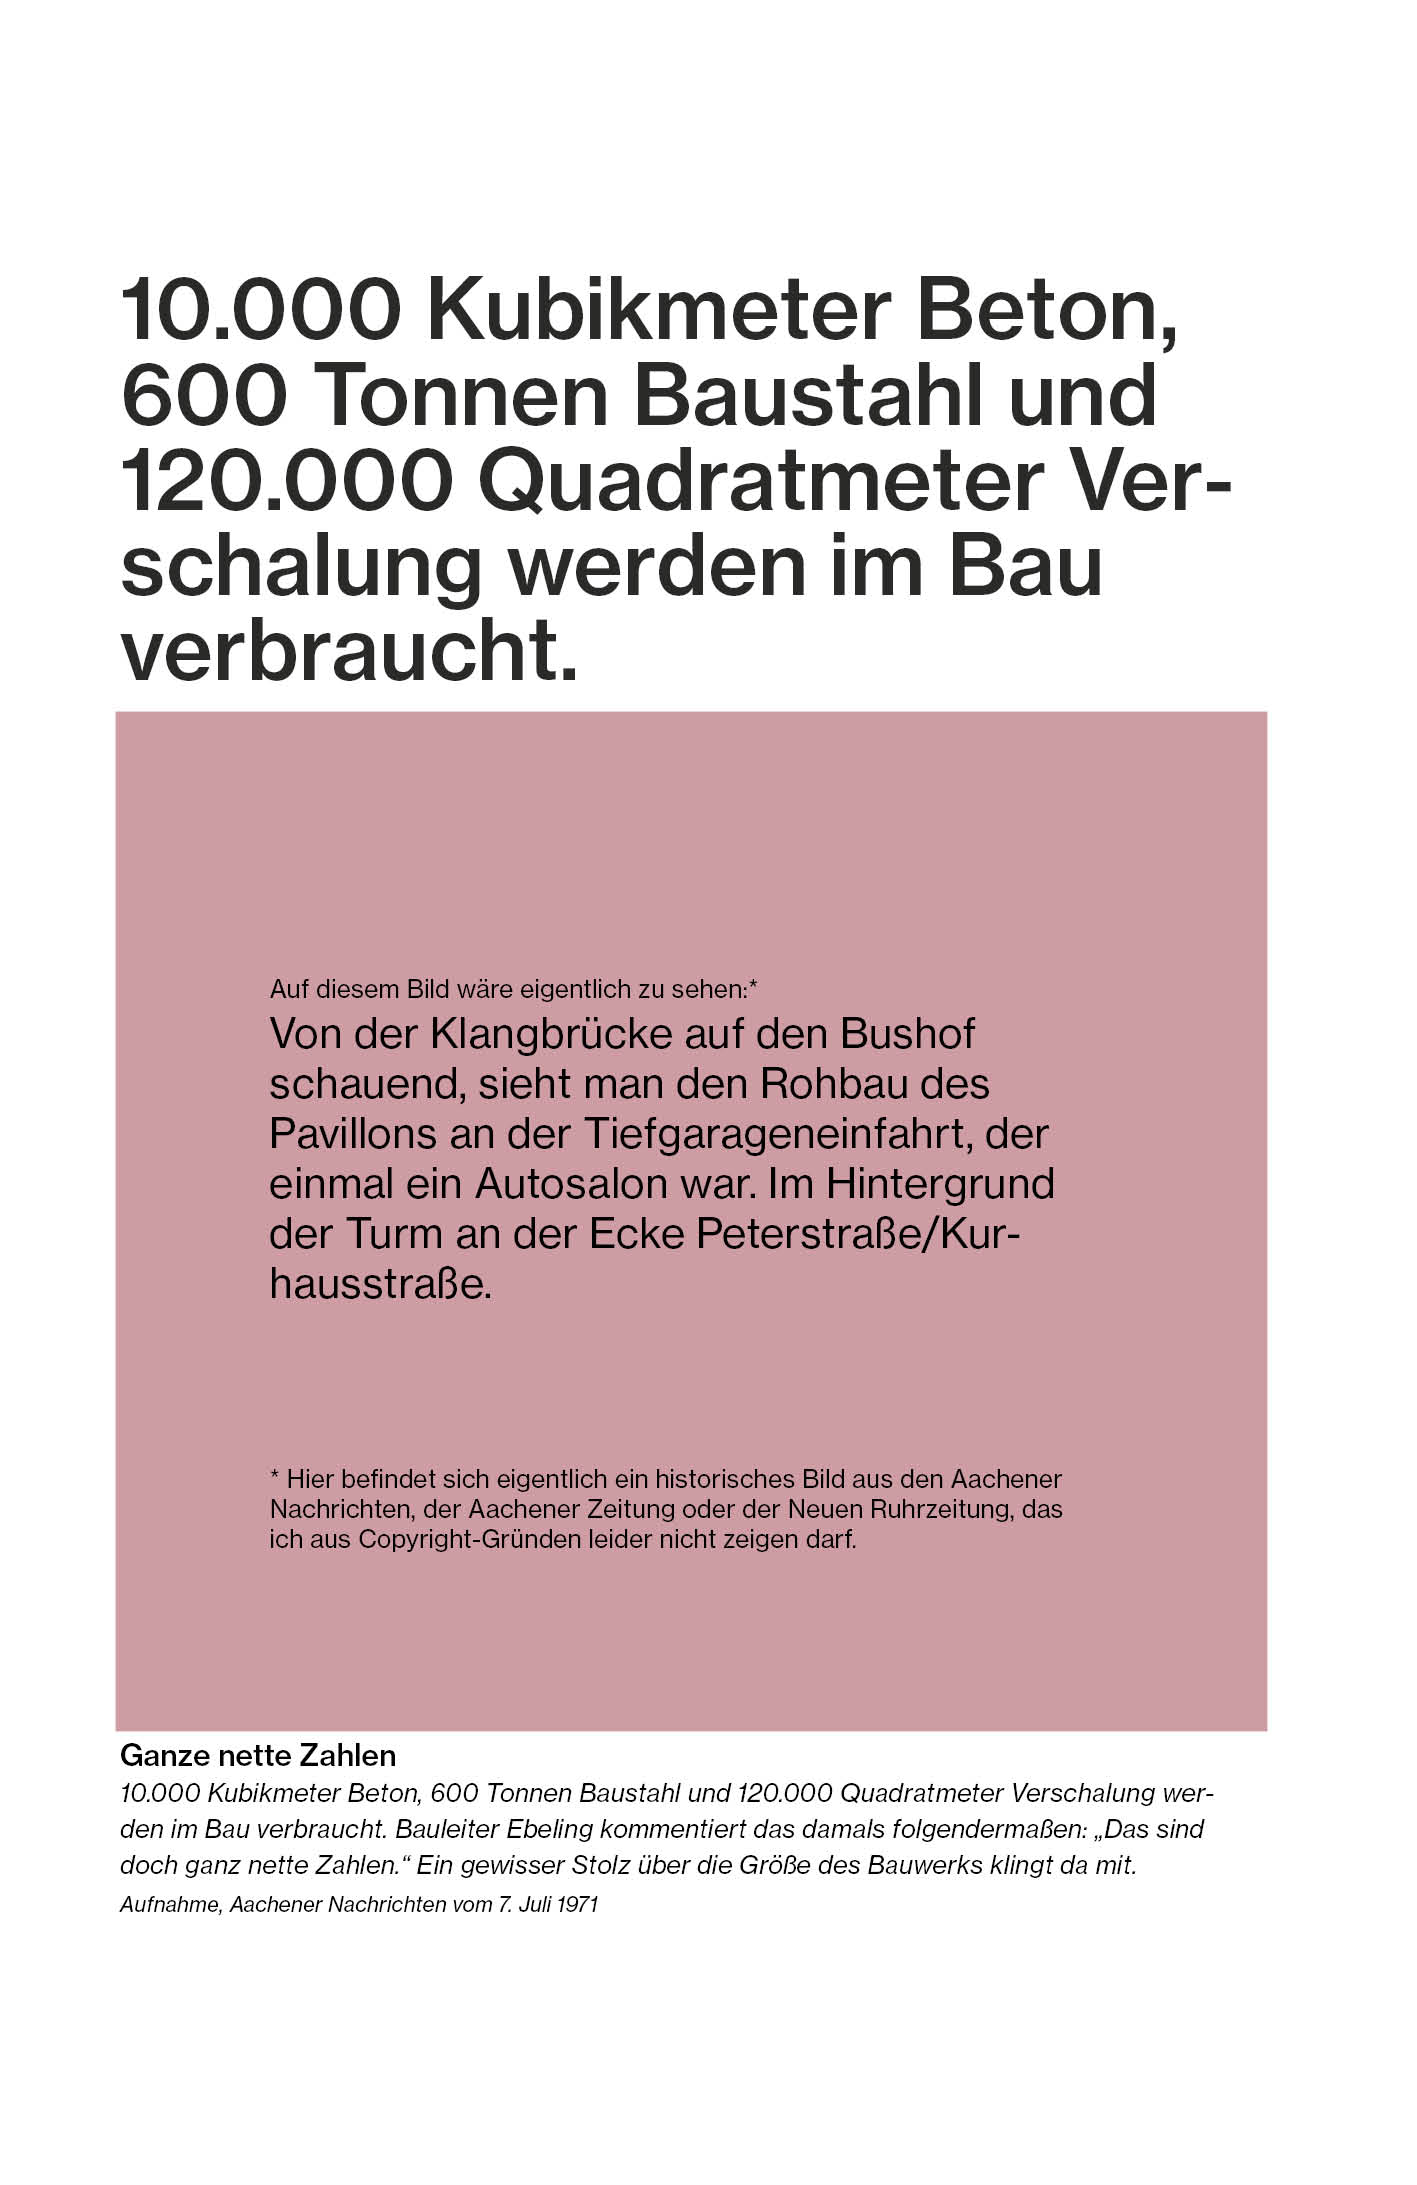 10.000 Kubikmeter Beton,
600 Tonnen Baustahl und
120.000 Quadratmeter Ver-
schalung werden im Bau
verbraucht.
Auf diesem Bild wäre eigentlich zu sehen:*
Von der Klangbrücke auf den Bushof
schauend, sieht man den Rohbau des
Pavillons an der Tiefgarageneinfahrt, der
einmal ein Autosalon war. Im Hintergrund
der Turm an der Ecke Peterstraße/Kur-
hausstraße.
* Hier befindet sich eigentlich ein historisches Bild aus den Aachener
Nachrichten, der Aachener Zeitung oder der Neuen Ruhrzeitung, das
ich aus Copyright-Gründen leider nicht zeigen darf.
Ganze nette Zahlen
10.000 Kubikmeter Beton, 600 Tonnen Baustahl und 120.000 Quadratmeter Verschalung wer-
den im Bau verbraucht. Bauleiter Ebeling kommentiert das damals folgendermaßen: „Das sind
doch ganz nette Zahlen.“ Ein gewisser Stolz über die Größe des Bauwerks klingt da mit.
Aufnahme, Aachener Nachrichten vom 7. Juli 1971